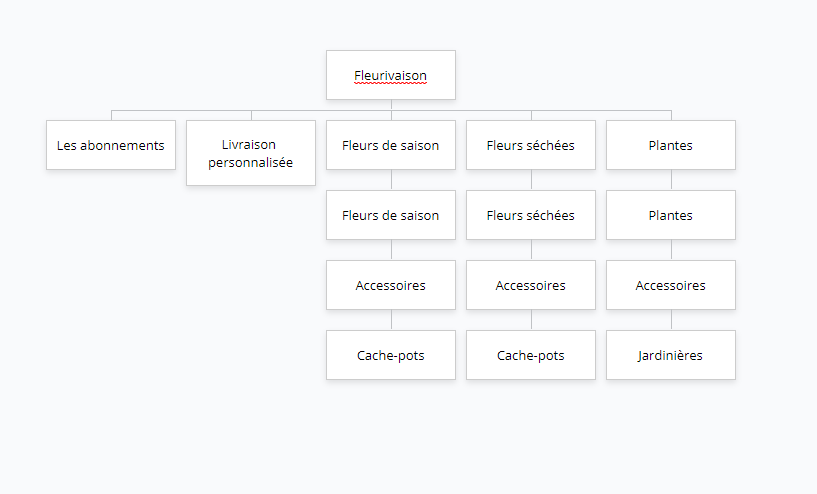 Fleurivaison
Les abonnements
Livraison
personnalisée
Fleurs de saison
Fleurs séchées
Plantes
Fleurs de saison
Fleurs séchées
Plantes
Accessoires
Accessoires
Accessoires
Cache-pots
Cache-pots
Jardinières